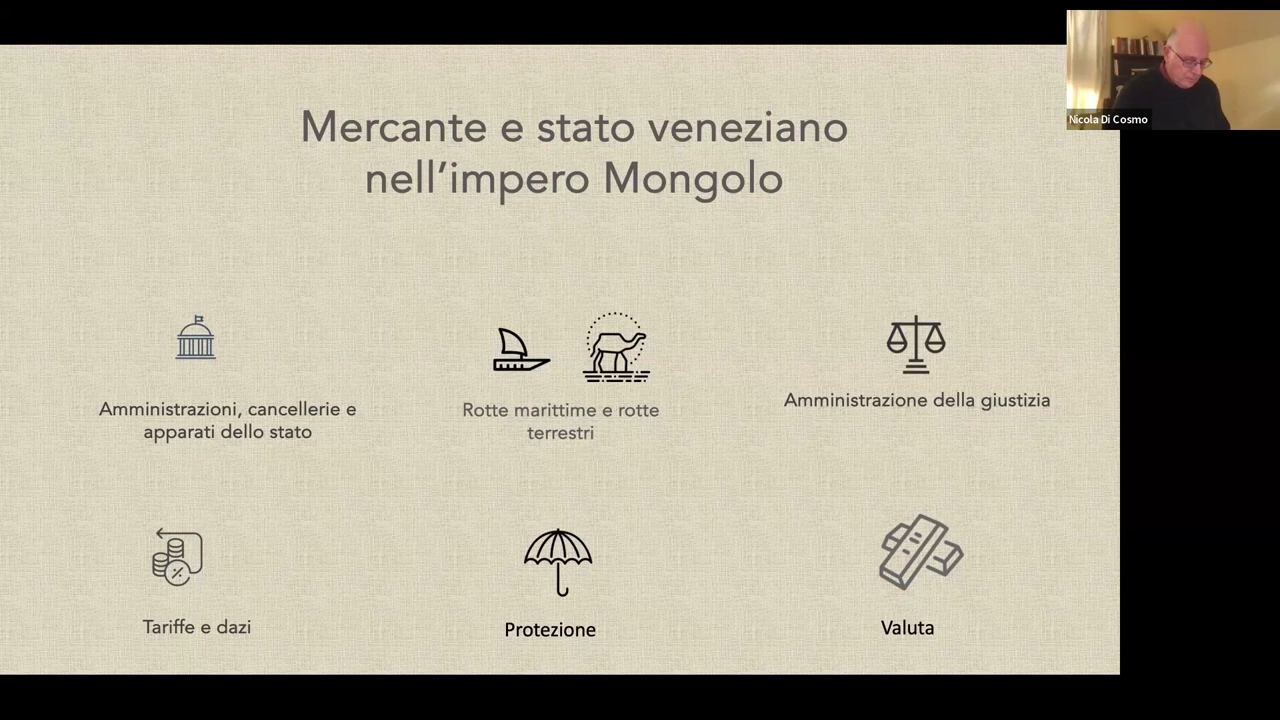 Mercante e stato veneziano
nell’impero Mongolo
Nicola Di Cosmo
Amministrazioni, cancellerie e
apparati dello stato
Rotte marittime e rotte
terrestri
Amministrazione della giustizia
Tariffe e dazi
Protezione
Valuta